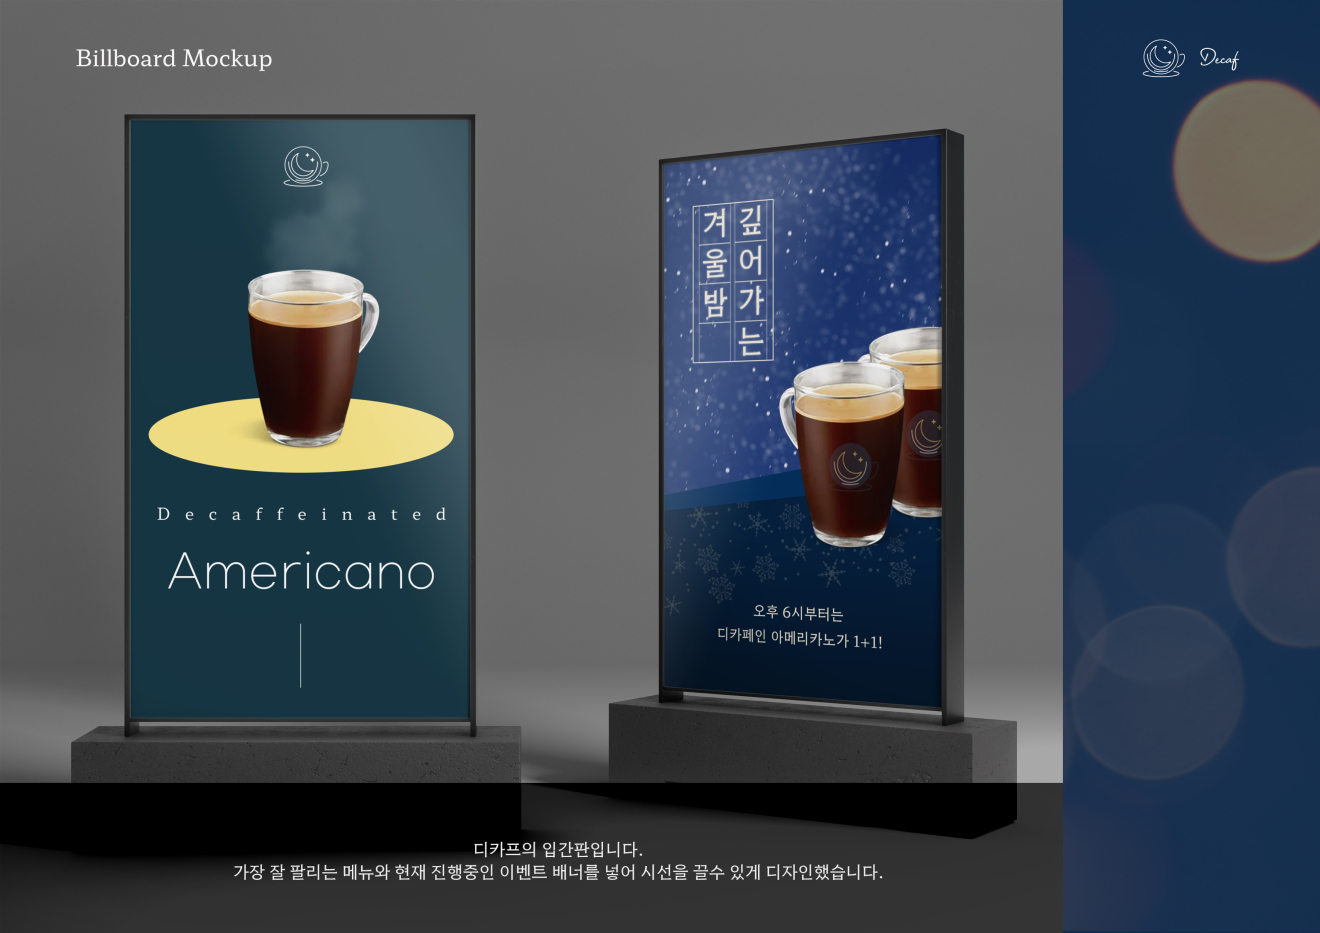 Billboard Mockup
Decaf
Decaffeinated
Americano
깊어갸는
겨울밤
오후 6시부터는
디카페인 아메리카노가 1+1!
디카프의 입간판입니다.
가장 잘 팔리는 메뉴와 현재 진행중인 이벤트 배너를 넣어 시선을 끌수 있게 디자인했습니다.